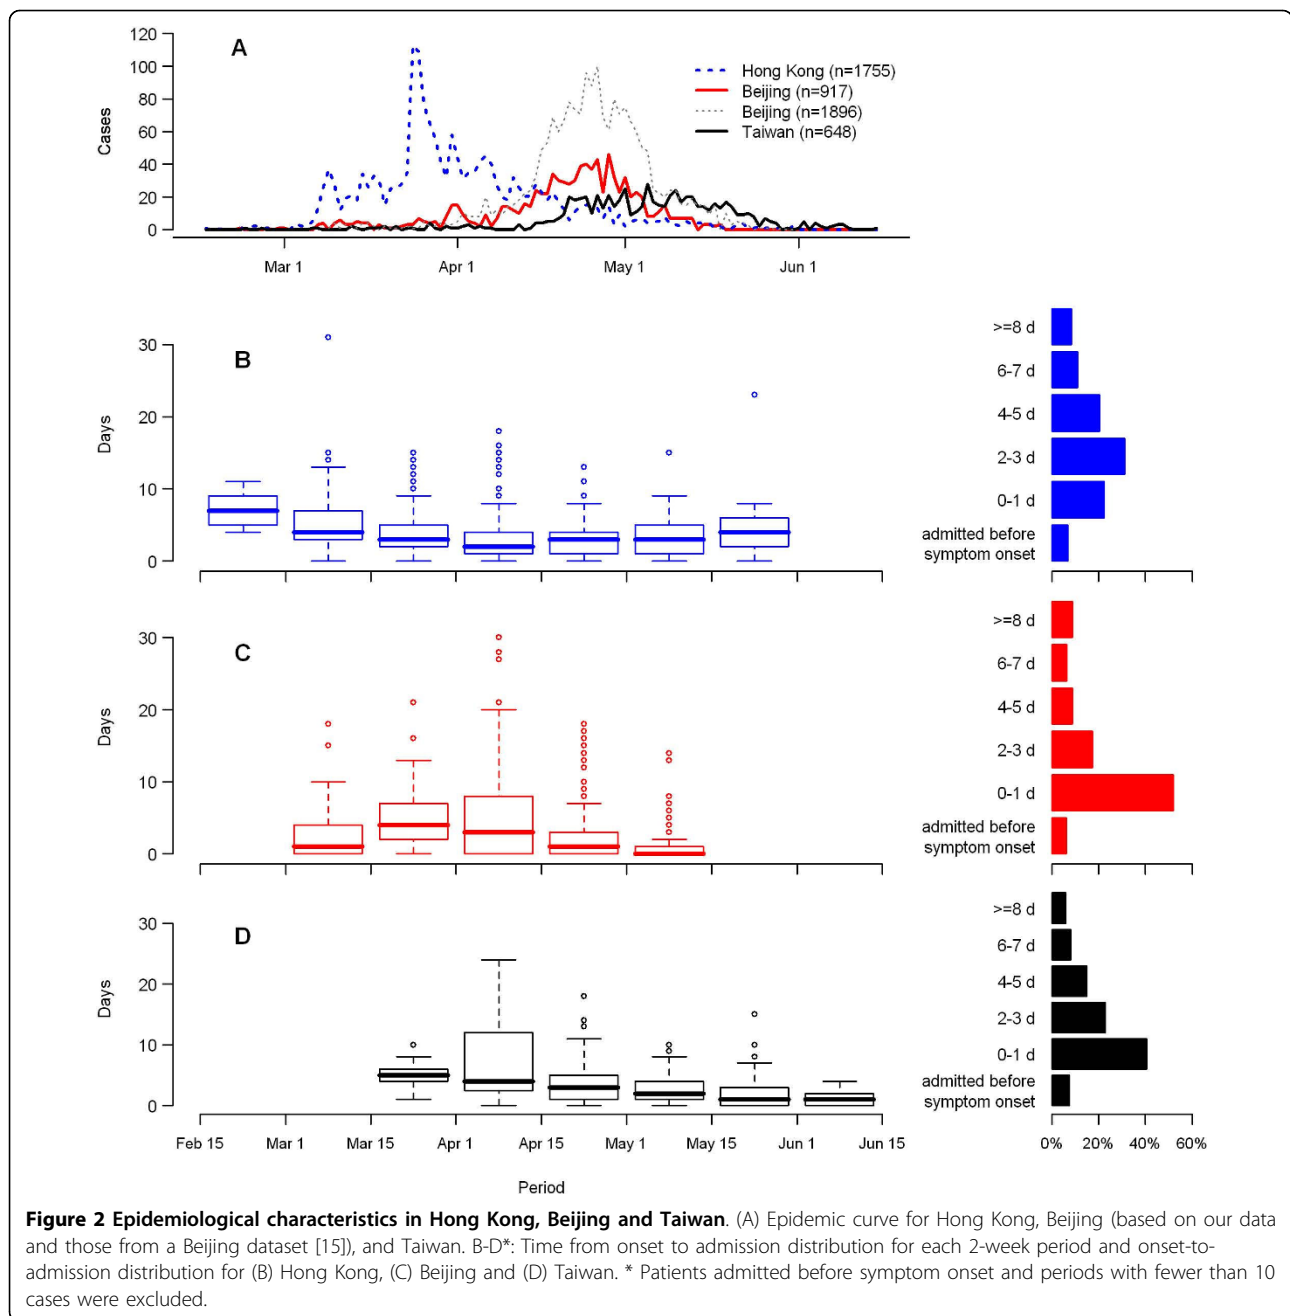 A
120
100
80
60
40
20
0
Cases
Hong Kong (n=1755)
Beijing (n=917)
Beijing (n=1896)
Taiwan (n=648)
Mar 1 Apr 1 May 1 Jun 1
B
30
20
10
0
Days
>=8 d
6-7 d
4-5 d
2-3 d
0-1 d
admitted before
symptom onset
C
30
20
10
0
Days
>=8 d
6-7 d
4-5 d
2-3 d
0-1 d
admitted before
symptom onset
D
30
20
10
0
Days
>=8 d
6-7 d
4-5 d
2-3 d
0-1 d
admitted before
symptom onset
Feb 15 Mar 1 Mar 15 Apr 1 Apr 15 May 1 May 15 Jun 1 Jun 15
0% 20% 40% 60%
Period
Figure 2 Epidemiological characteristics in Hong Kong, Beijing and Taiwan. (A) Epidemic curve for Hong Kong, Beijing (based on our data
and those from a Beijing dataset [15]), and Taiwan. B-D*: Time from onset to admission distribution for each 2-week period and onset-to-
admission distribution for (B) Hong Kong, (C) Beijing and (D) Taiwan. * Patients admitted before symptom onset and periods with fewer than 10
cases were excluded.